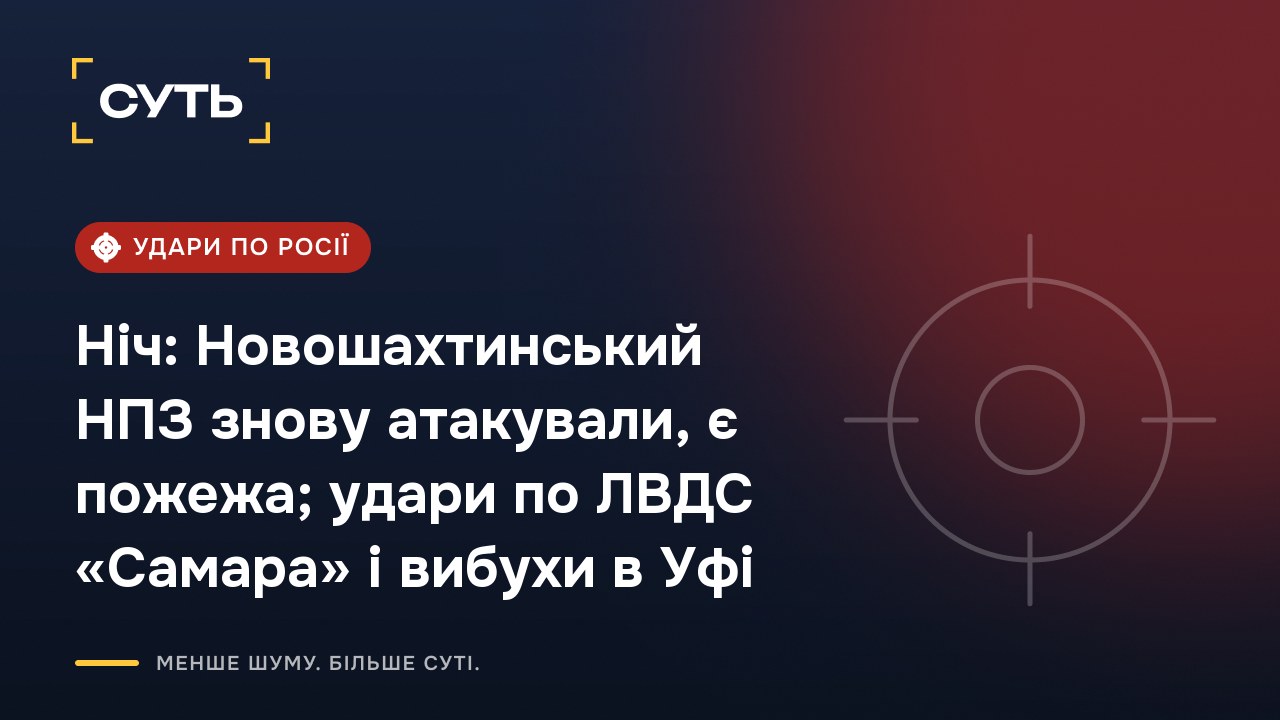 СУТЬ
УДАРИ ПО РОСІЇ
Ніч: Новошахтинський
НПЗ знову атакували, є
пожежа; удари по ЛВДС
«Самара» і вибухи в Уфі
МЕНШЕ ШУМУ. БІЛЬШЕ СУТІ.